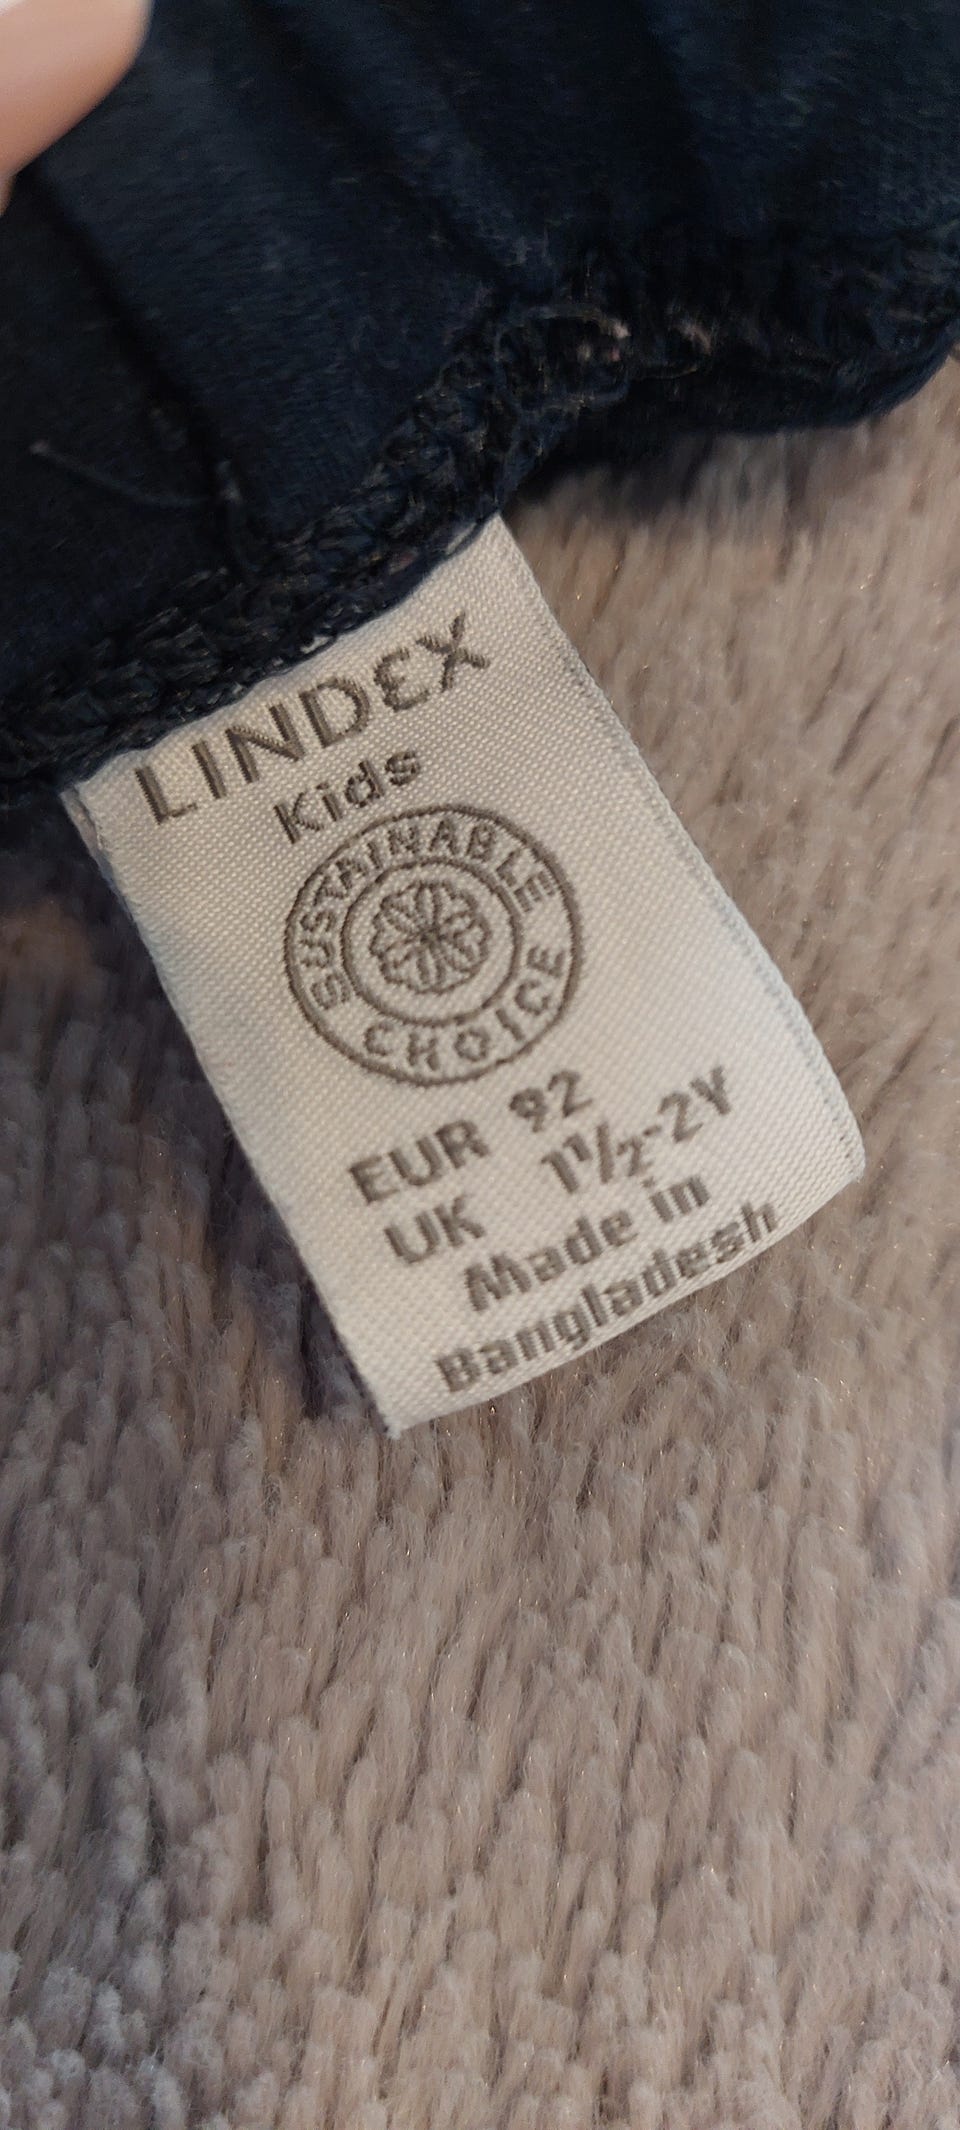 LINDEX
Kids
SUSTAINABLE
CHOICE
EUR 92
UK 1½-2Y
Made in
Bangladesh